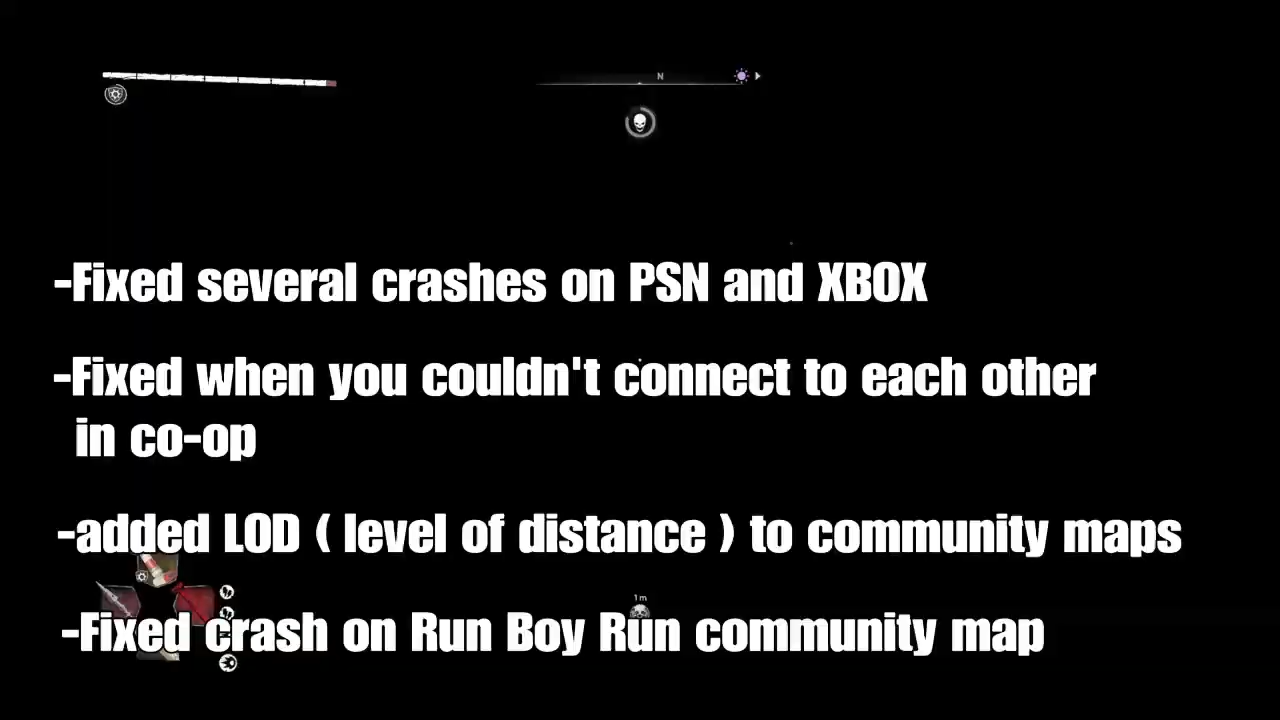 N
-Fixed several crashes on PSN and XBOX
-Fixed when you couldn't connect to each other
in co-op
-added LOD ( level of distance ) to community maps
1m
-Fixed crash on Run Boy Run community map